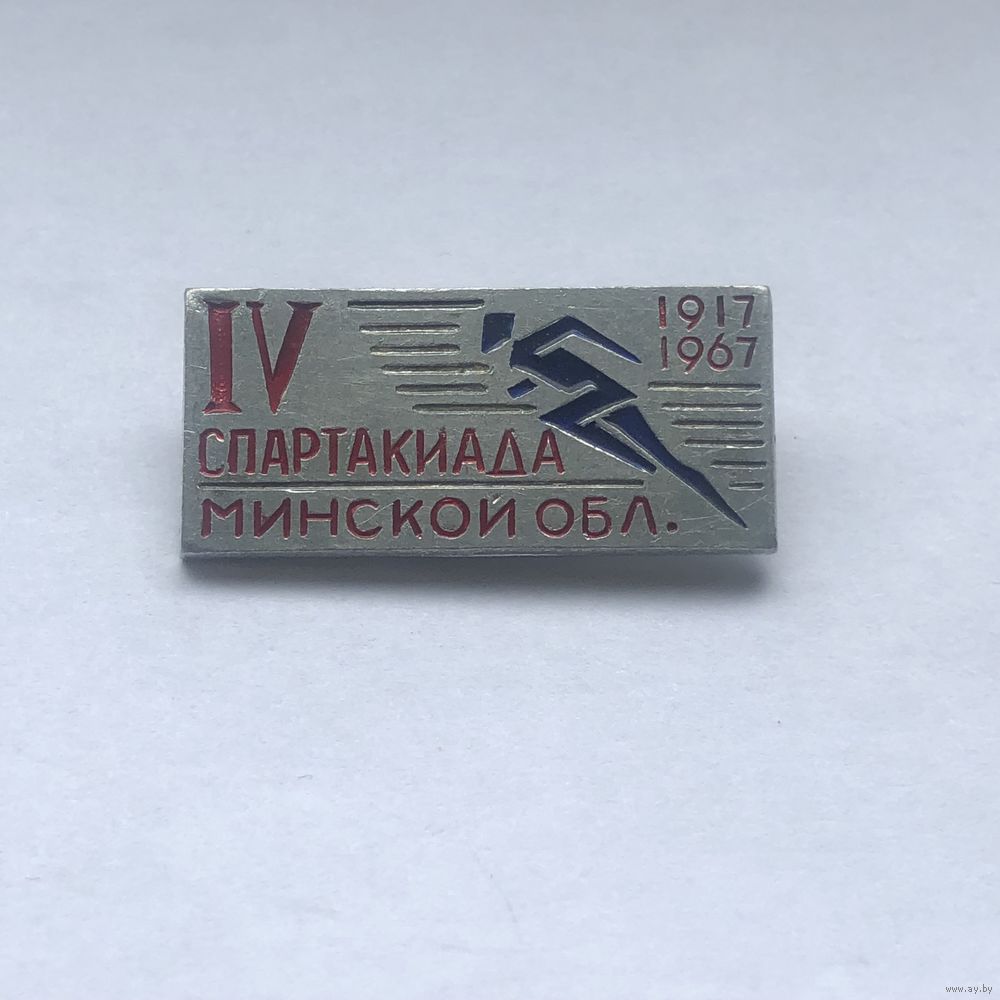 IV
1917
1967
СПАРТАКИАДА
МИНСКОЙ ОБЛ.
www.ay.by